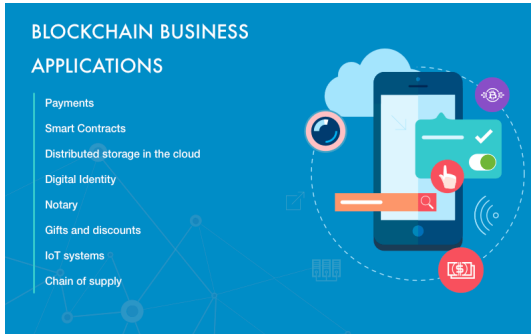 BLOCKCHAIN BUSINESS
APPLICATIONS
Payments
Smart Contracts
Distributed storage in the cloud
Digital Identity
Notary
Gifts and discounts
IoT systems
Chain of supply